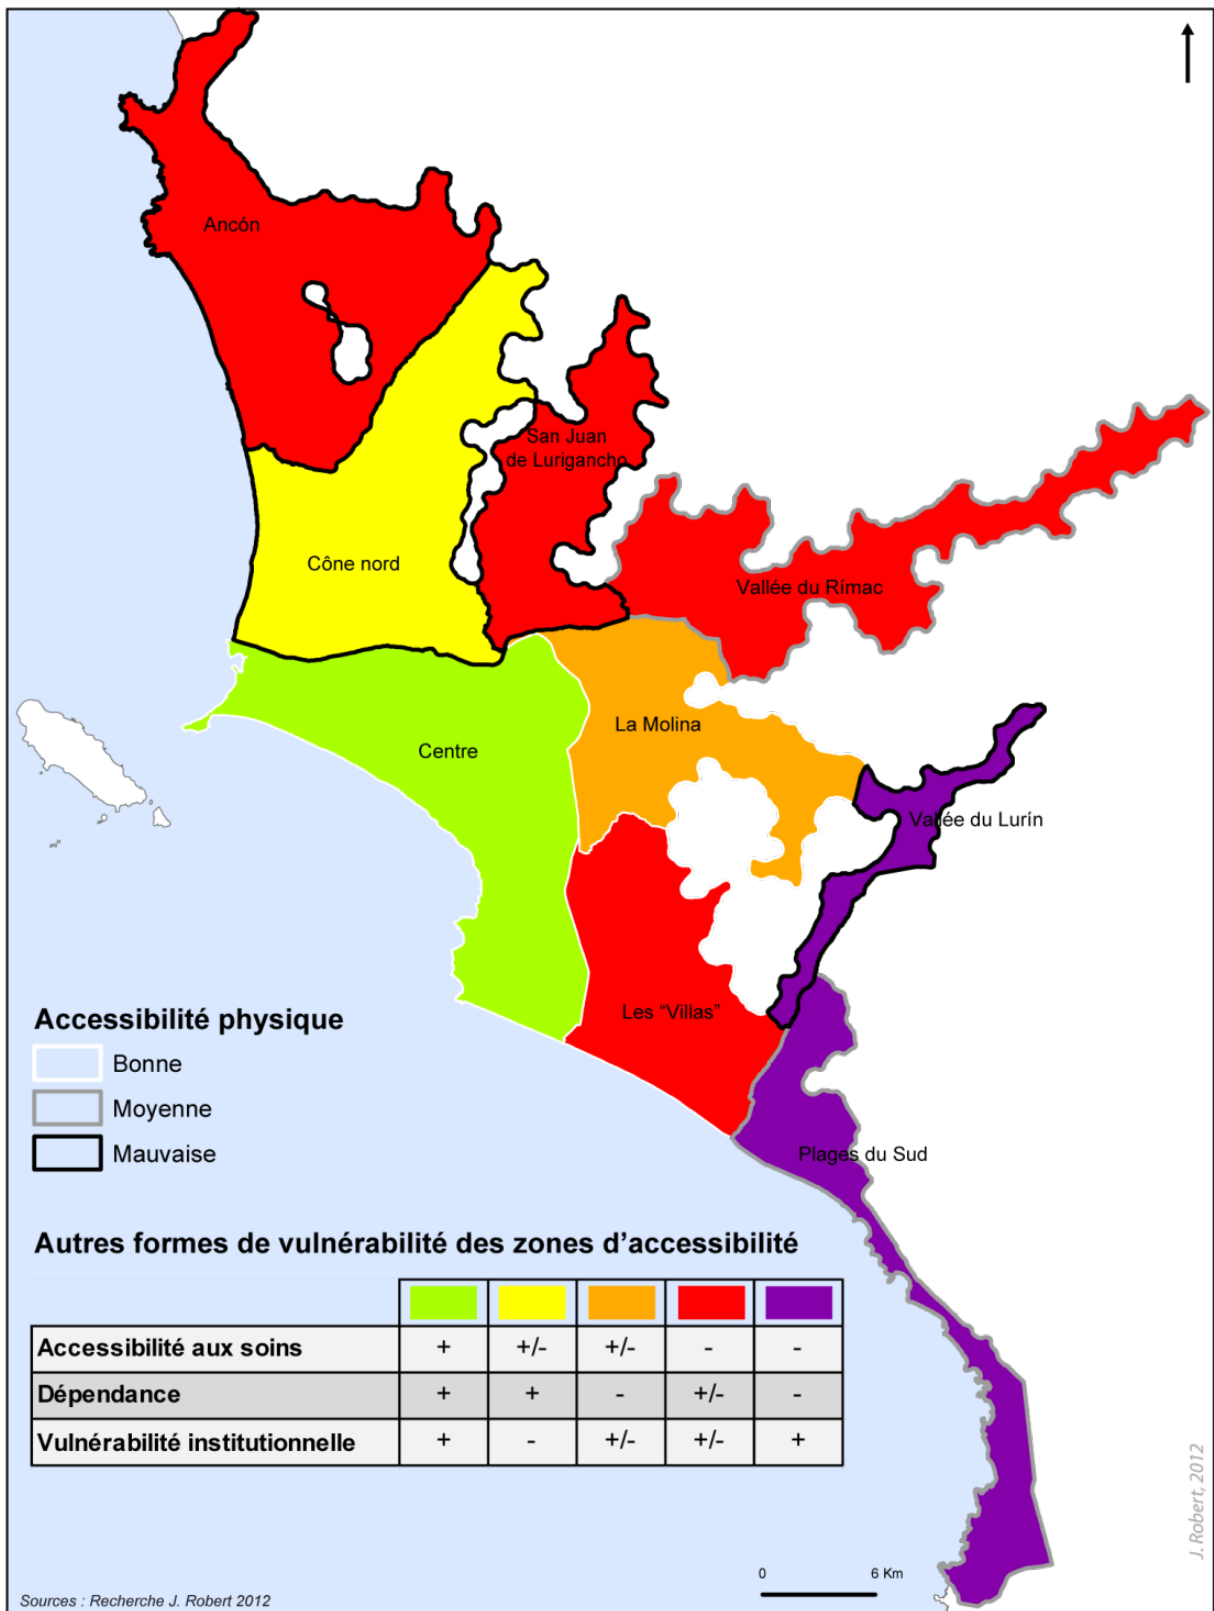 Ancón
San Juan
de Lurigancho
Cône nord
Vallée du Rímac
La Molina
Centre
Vallée du Lurín
Les “Villas”
Plages du Sud
Accessibilité physique
Bonne
Moyenne
Mauvaise
Autres formes de vulnérabilité des zones d’accessibilité
Accessibilité aux soins + +/- +/- - -
Dépendance + + - +/- -
Vulnérabilité institutionnelle + - +/- +/- +
0 6 Km
Sources : Recherche J. Robert 2012
J. Robert, 2012